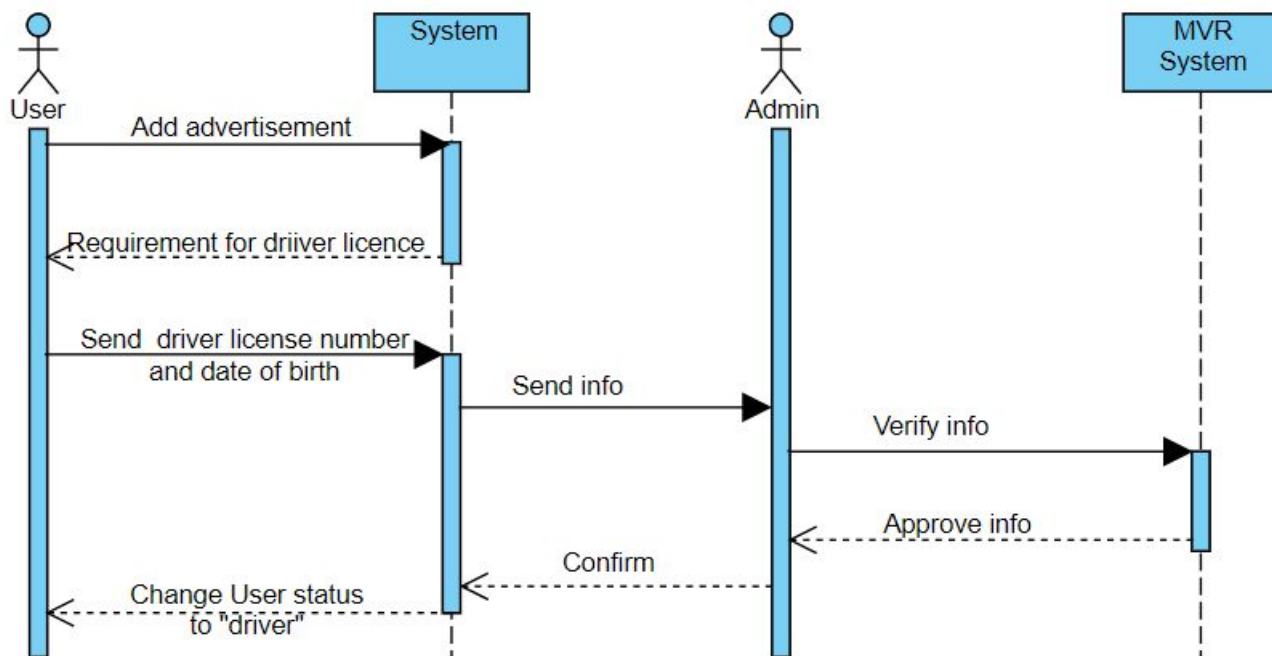 System
MVR
System
User
Admin
Add advertisement
Requirement for driiver licence
Send driver license number
and date of birth
Send info
Verify info
Approve info
Confirm
Change User status
to "driver"